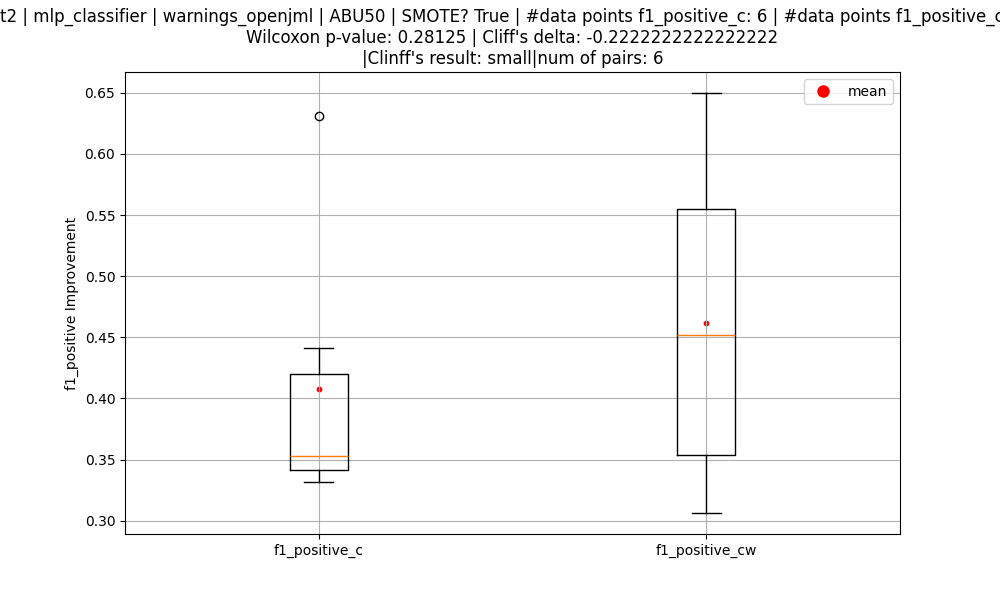 t2 | mlp_classifier | warnings_openjml | ABU50 | SMOTE? True | #data points f1_positive_c: 6 | #data points f1_positive_c
Wilcoxon p-value: 0.28125 | Cliff's delta: -0.2222222222222222
|Clinff's result: small|num of pairs: 6
mean
0.65
0.60
0.55
0.50
0.45
0.40
0.35
0.30
f1_positive Improvement
f1_positive_c
f1_positive_cw